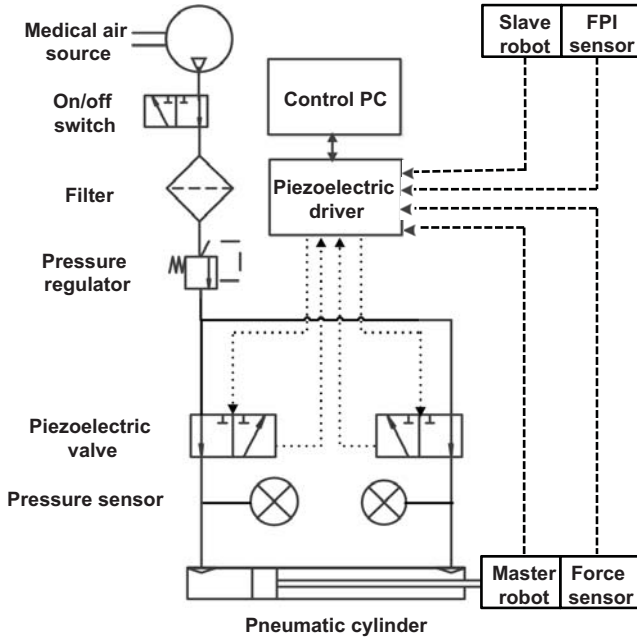 Medical air
source
Slave
robot
FPI
sensor
On/off
switch
Control PC
Filter
Piezoelectric
driver
Pressure
regulator
Piezoelectric
valve
Pressure sensor
Master
robot
Force
sensor
Pneumatic cylinder